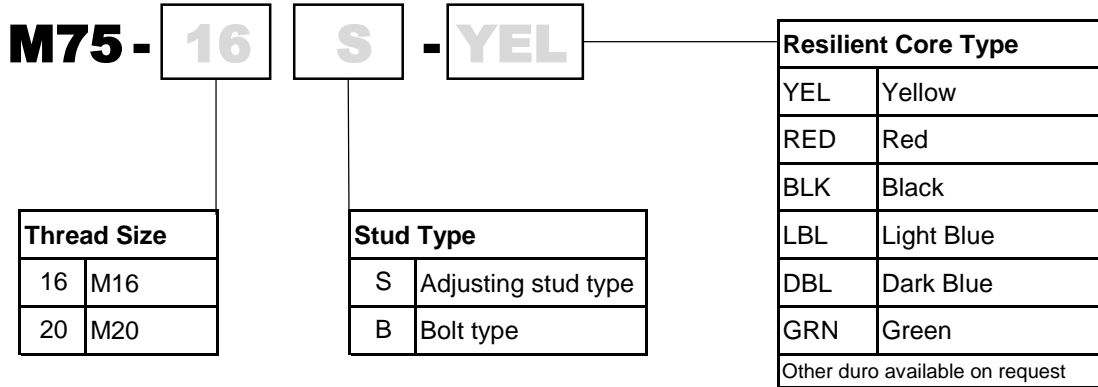 M75 - 16 S - YEL
Resilient Core Type
YEL Yellow
RED Red
BLK Black
LBL Light Blue
DBL Dark Blue
GRN Green
Other duro available on request
Thread Size
16 M16
20 M20
Stud Type
S Adjusting stud type
B Bolt type